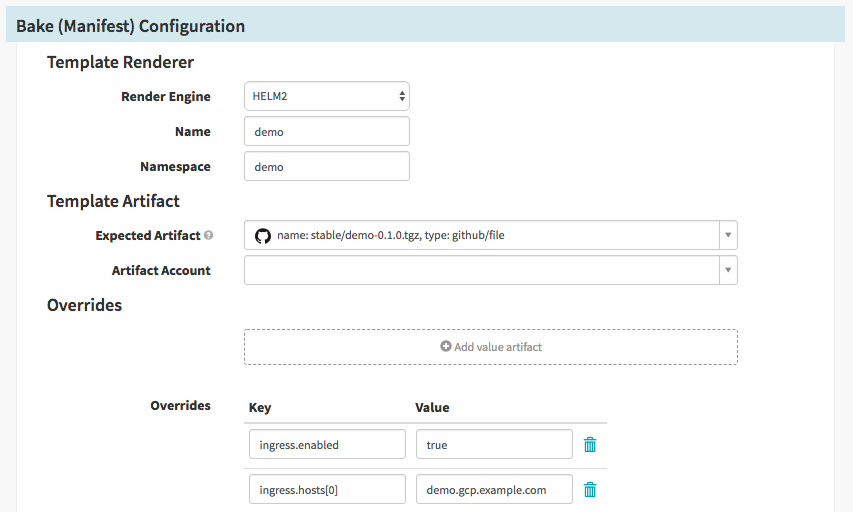 Bake (Manifest) Configuration
Template Renderer
Render Engine HELM2
Name demo
Namespace demo
Template Artifact
Expected Artifact name: stable/demo-0.1.0.tgz, type: github/file
Artifact Account
Overrides
Add value artifact
Overrides Key Value
ingress.enabled true
ingress.hosts[0] demo.gcp.example.com